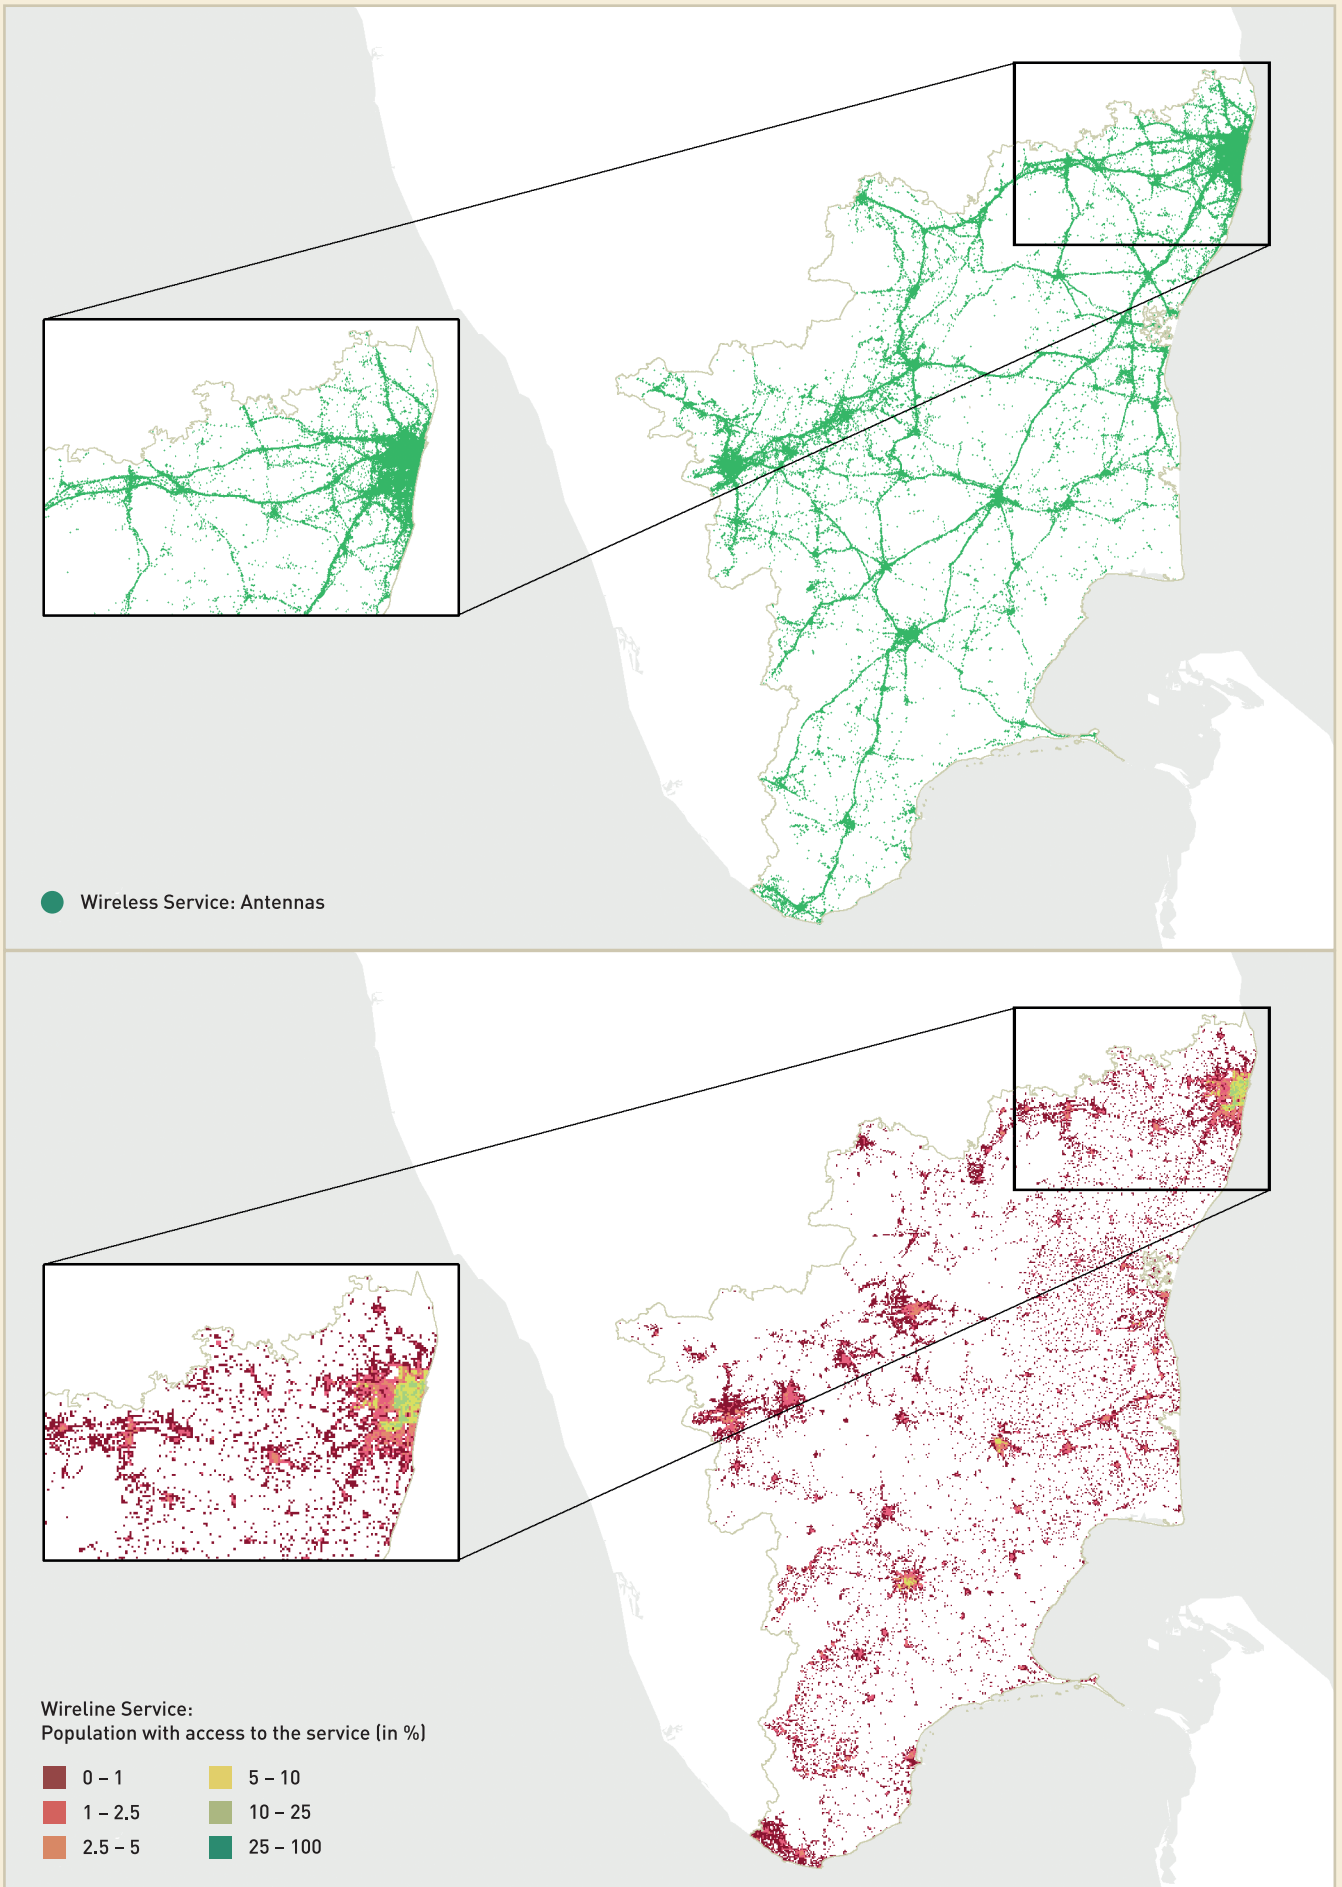 Wireless Service: Antennas
Wireline Service:
Population with access to the service (in %)
0 – 1
5 – 10
1 – 2.5
10 – 25
2.5 – 5
25 – 100